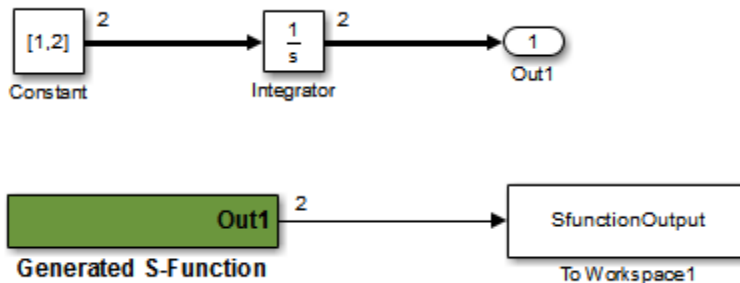 2
2
[1,2]
1
s
1
Constant
Integrator
Out1
Out1
2
SfunctionOutput
Generated S-Function
To Workspace1